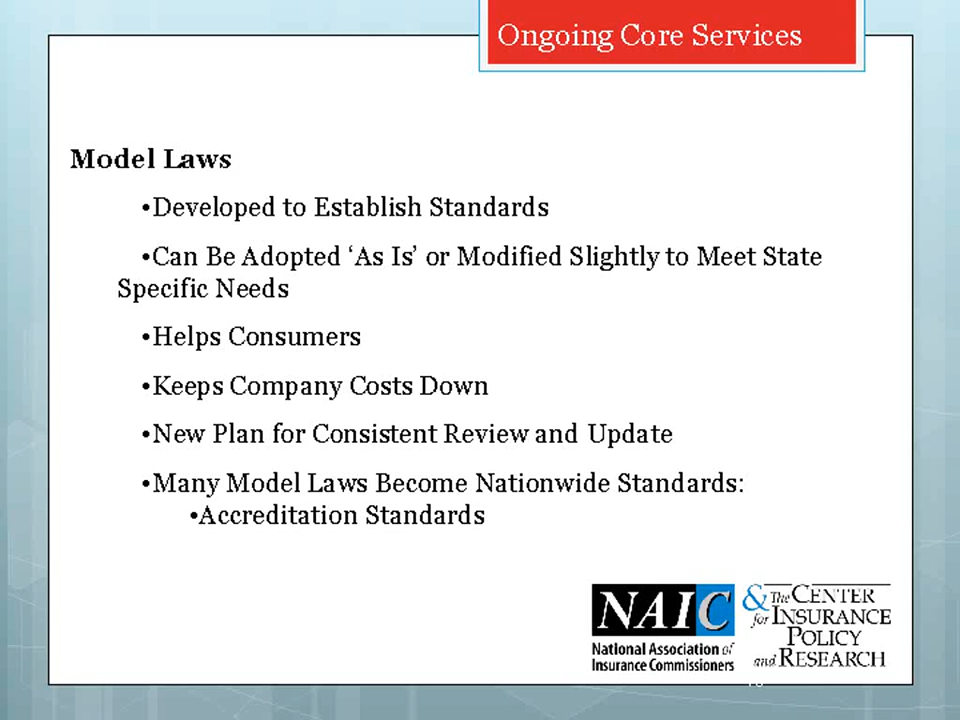 Ongoing Core Services
Model Laws
•Developed to Establish Standards
•Can Be Adopted ‘As Is’ or Modified Slightly to Meet State
Specific Needs
•Helps Consumers
•Keeps Company Costs Down
•New Plan for Consistent Review and Update
•Many Model Laws Become Nationwide Standards:
•Accreditation Standards
NAIC
National Association of
Insurance Commissioners
& The CENTER
for INSURANCE
POLICY
and RESEARCH